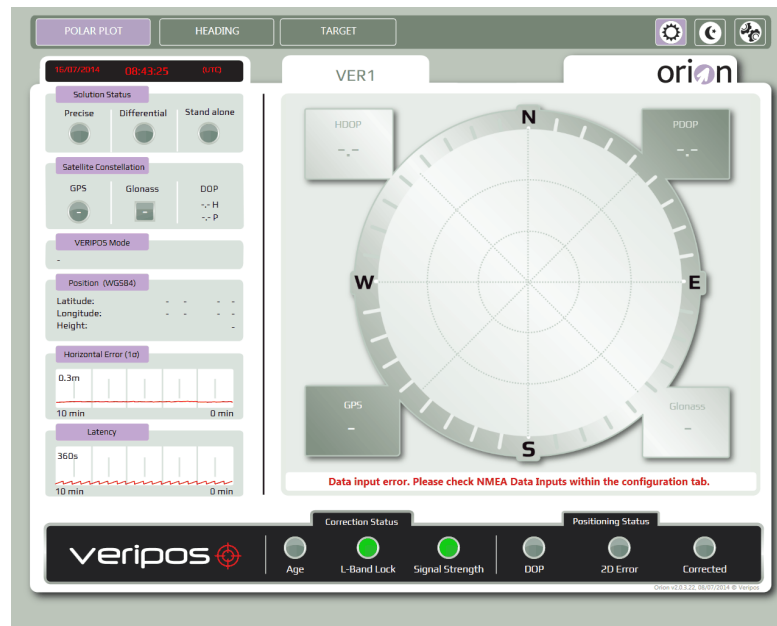 POLAR PLOT HEADING TARGET
16/07/2014 08:43:25 (UTC)
VER1
orion
Solution Status
Precise Differential Stand alone
Satellite Constellation
GPS Glonass DOP
- - -.- H
-.- P
VERIPOS Mode
-
Position (WGS84)
Latitude: - - - -
Longitude: - - - -
Height: -
Horizontal Error (1σ)
0.3m
10 min 0 min
Latency
360s
10 min 0 min
HDOP
-.-
PDOP
-.-
N
W E
S
GPS
-
Glonass
-
Data input error. Please check NMEA Data Inputs within the configuration tab.
Correction Status Positioning Status
veripos
Age L-Band Lock Signal Strength DOP 2D Error Corrected
Orion v2.0.3.22, 08/07/2014 © Veripos